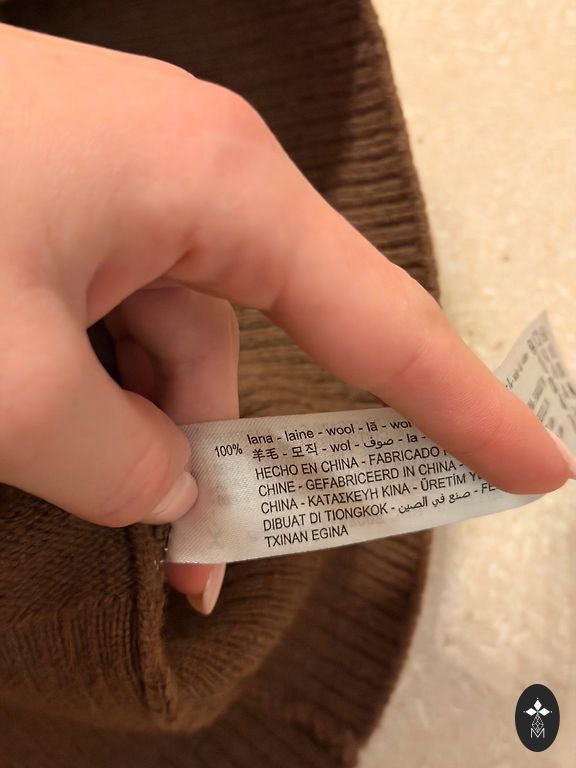 100% lana - laine - wool - lã -
羊毛 - 모직 - wol - صوف - la -
HECHO EN CHINA - FABRICADO
CHINE - GEFABRICEERD IN CHINA -
CHINA - ΚΑΤΑΣΚΕΥΗ ΚΙΝΑ - ÜRETİM
DIBUAT DI TIONGKOK - صنع في الصين -
TXINAN EGINA
M